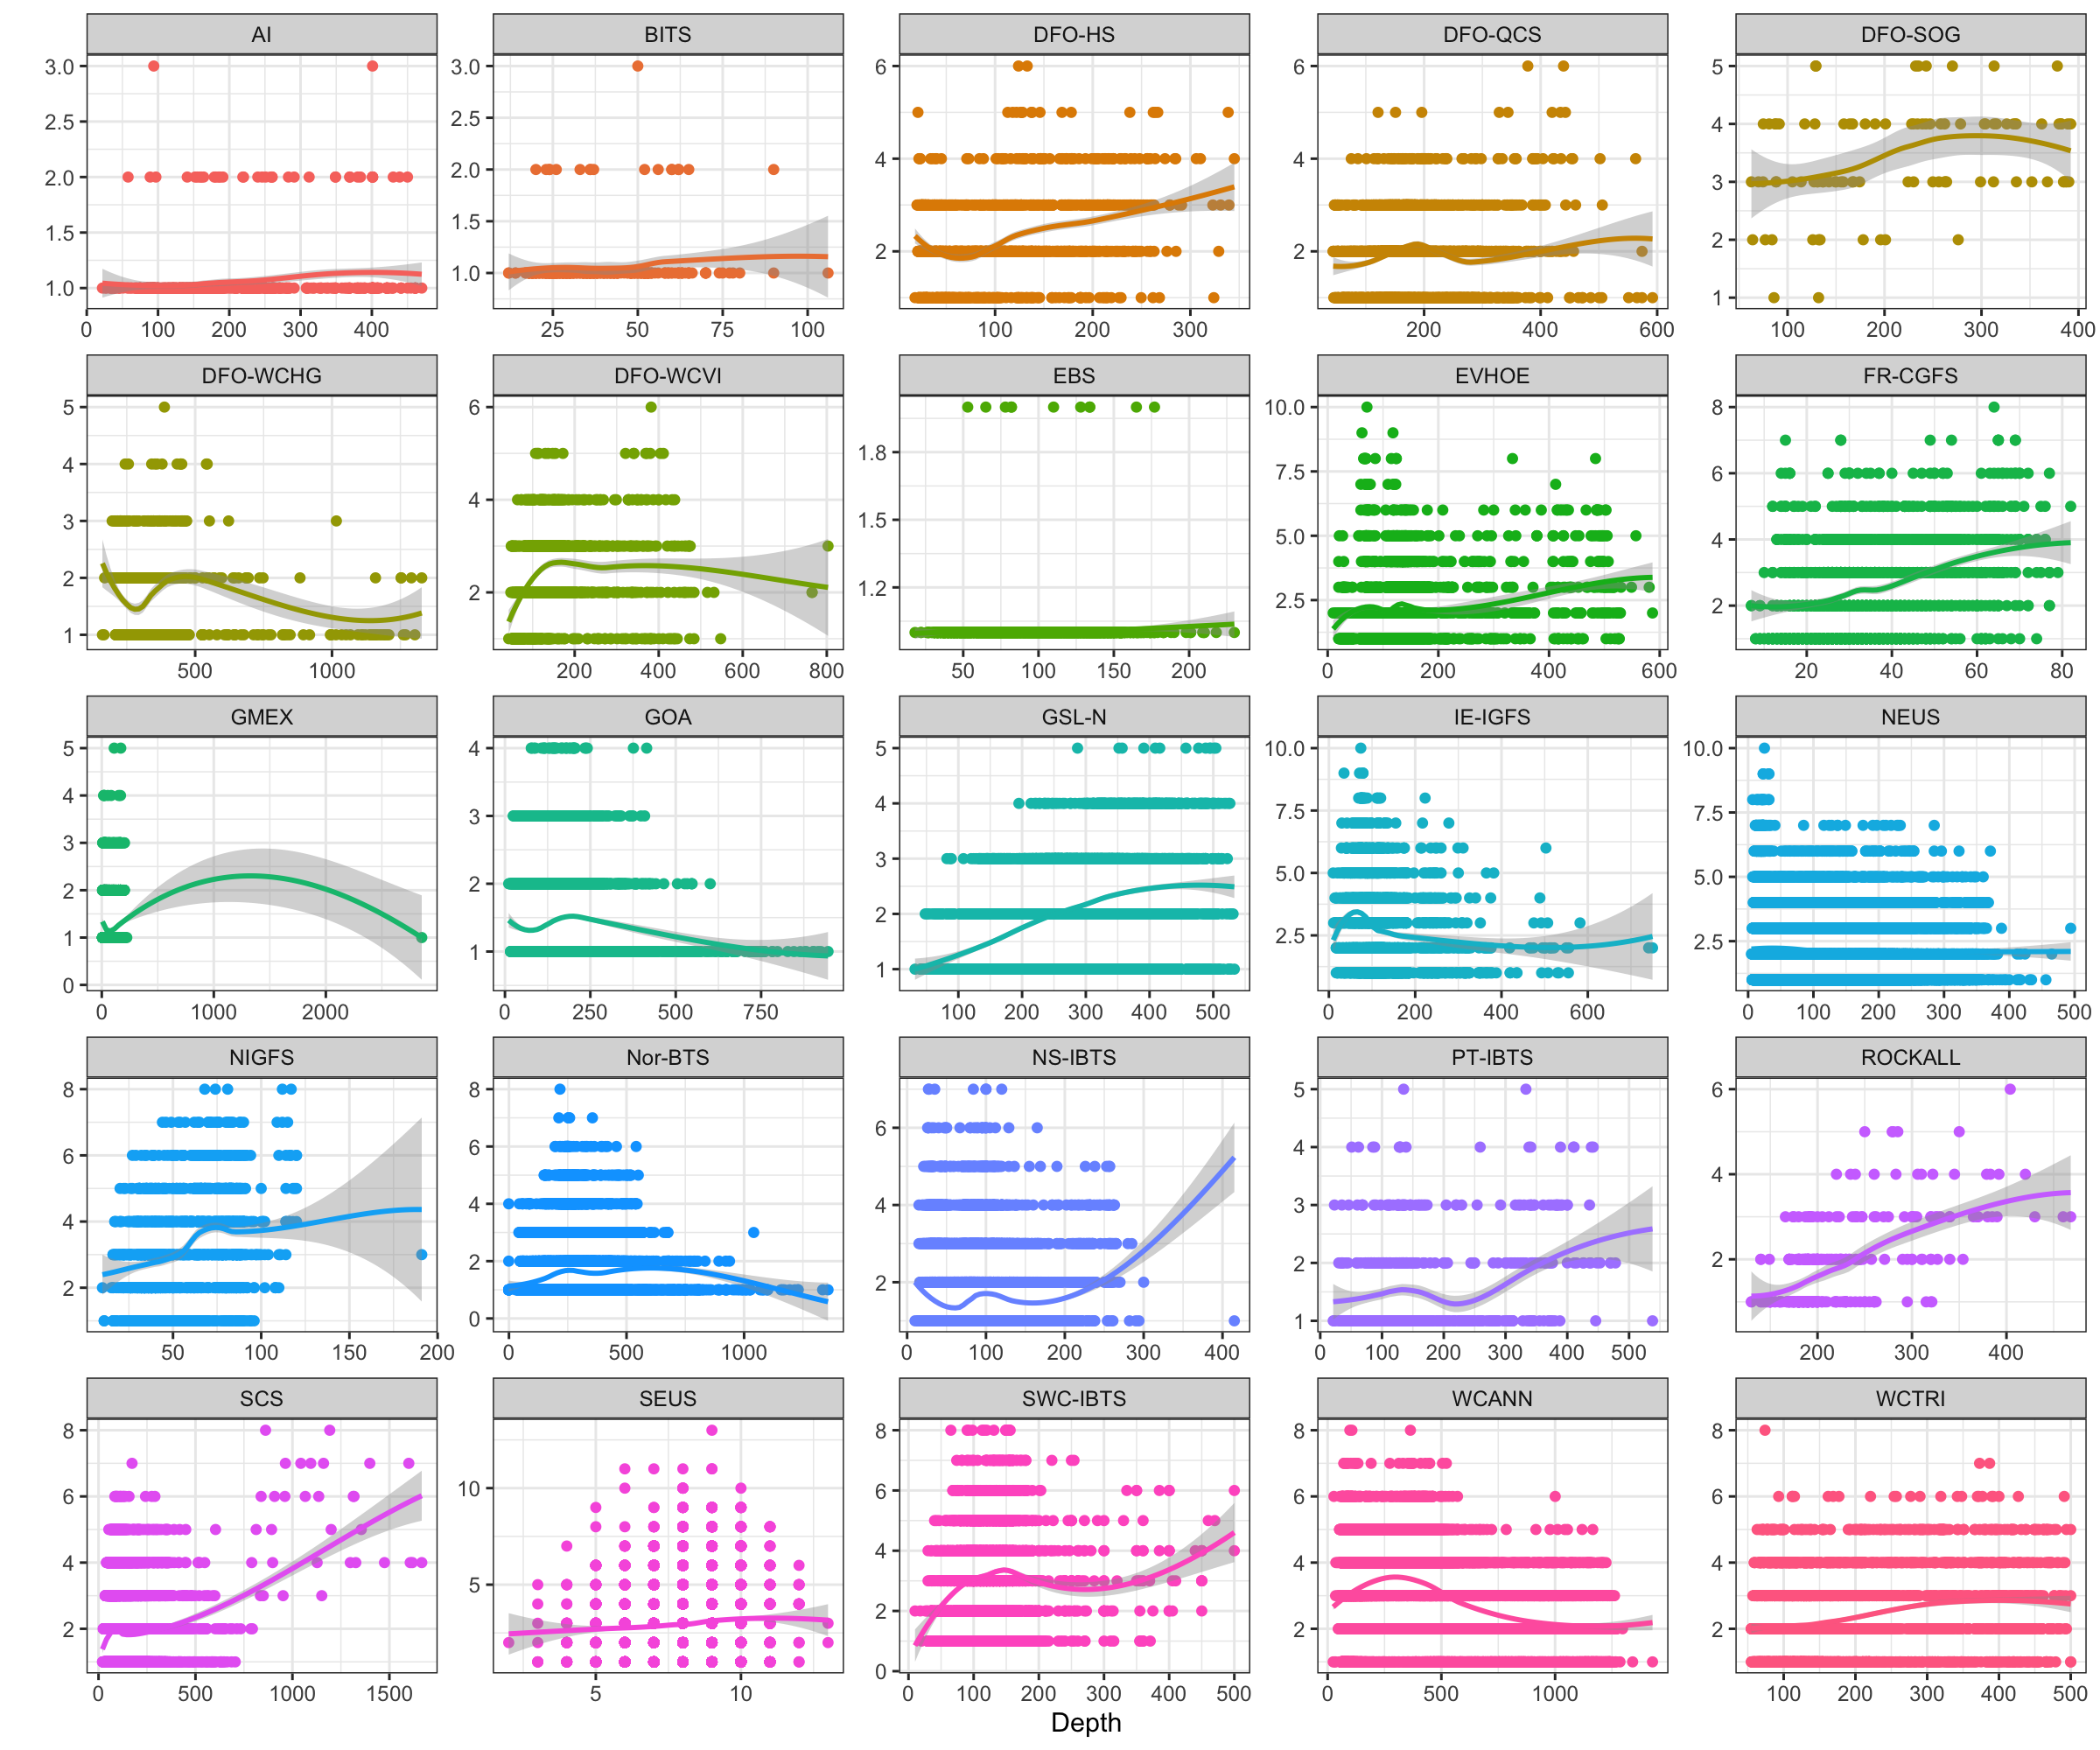 AI BITS DFO-HS DFO-QCS DFO-SOG
3.0 3.0 6 6 5
2.5 2.5 4
2.0 2.0 4 4 3
1.5 1.5 2
1.0 1.0 2 2 1
0 100 200 300 400 25 50 75 100 100 200 300 200 400 600 100 200 300 400
DFO-WCHG DFO-WCVI EBS EVHOE FR-CGFS
5 6 10.0 8
4 1.8 7.5 6
3 4 1.5 5.0 4
2 2 1.2 2.5 2
1
500 1000 200 400 600 800 50 100 150 200 0 200 400 600 20 40 60 80
GMEX GOA GSL-N IE-IGFS NEUS
5 4 5 10.0 10.0
4 3 4 7.5 7.5
3 3 5.0 5.0
2 2 2 2.5 2.5
1 1 1
0
0 1000 2000 0 250 500 750 100 200 300 400 500 0 200 400 600 0 100 200 300 400 500
NIGFS Nor-BTS NS-IBTS PT-IBTS ROCKALL
8 8 5 6
6 6 6 4
4 4 4 3 4
2 2 2 2 2
0 1
50 100 150 200 0 500 1000 0 100 200 300 400 0 100 200 300 400 500 200 300 400
SCS SEUS SWC-IBTS WCANN WCTRI
8 8 8 8
6 10 6 6 6
4 5 4 4 4
2 2 2 2
0
0 500 1000 1500 5 10 0 100 200 300 400 500 0 500 1000 100 200 300 400 500
Depth